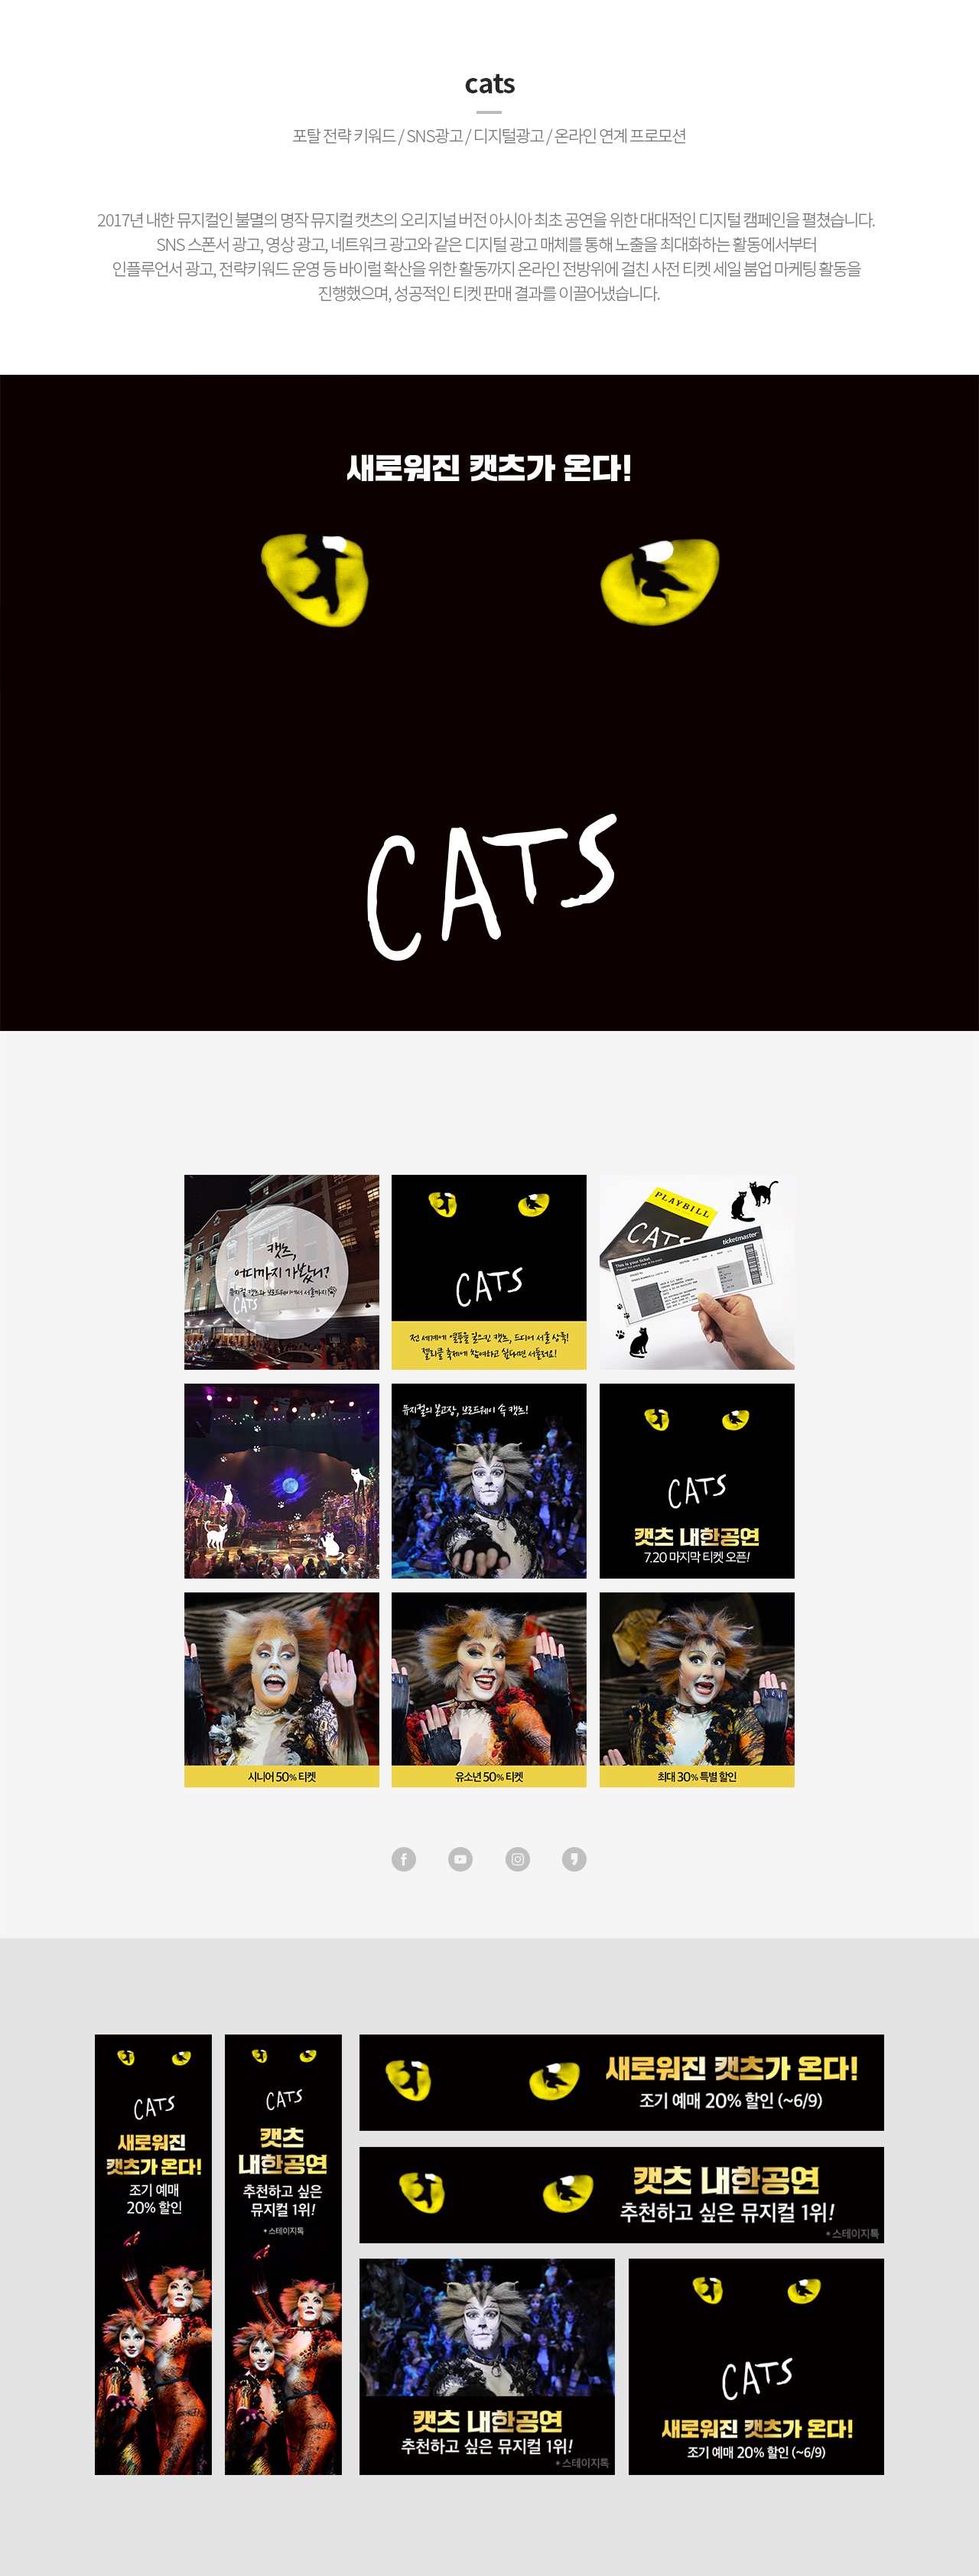 cats
포탈 전략 키워드 / SNS광고 / 디지털광고 / 온라인 연계 프로모션
2017년 내한 뮤지컬인 불멸의 명작 뮤지컬 캣츠의 오리지널 버전 아시아 최초 공연을 위한 대대적인 디지털 캠페인을 펼쳤습니다.
SNS 스폰서 광고, 영상 광고, 네트워크 광고와 같은 디지털 광고 매체를 통해 노출을 최대화하는 활동에서부터
인플루언서 광고, 전략키워드 운영 등 바이럴 확산을 위한 활동까지 온라인 전방위에 걸친 사전 티켓 세일 붐업 마케팅 활동을
진행했으며, 성공적인 티켓 판매 결과를 이끌어냈습니다.
새로워진 캣츠가 온다!
CATS
캣츠,
어디까지 가봤니?
뮤지컬 캣츠의 브로드웨이에서 서울까지!
CATS
CATS
전 세계에 열풍을 일으킨 캣츠, 드디어 서울 상륙!
젤리클 축제에 참여하고 싶다면 서둘러요!
PLAYBILL
CATS
ticketmaster
This is your ticket.
뮤지컬의 본고장, 브로드웨이 속 캣츠!
CATS
캣츠 내한공연
7.20 마지막 티켓 오픈!
시니어 50% 티켓
유소년 50% 티켓
최대 30% 특별 할인
CATS
새로워진
캣츠가 온다!
조기 예매
20% 할인
CATS
캣츠
내한공연
추천하고 싶은
뮤지컬 1위!
* 스테이지톡
새로워진 캣츠가 온다!
조기 예매 20% 할인 (~6/9)
캣츠 내한공연
추천하고 싶은 뮤지컬 1위!
* 스테이지톡
캣츠 내한공연
추천하고 싶은 뮤지컬 1위!
* 스테이지톡
CATS
새로워진 캣츠가 온다!
조기 예매 20% 할인 (~6/9)